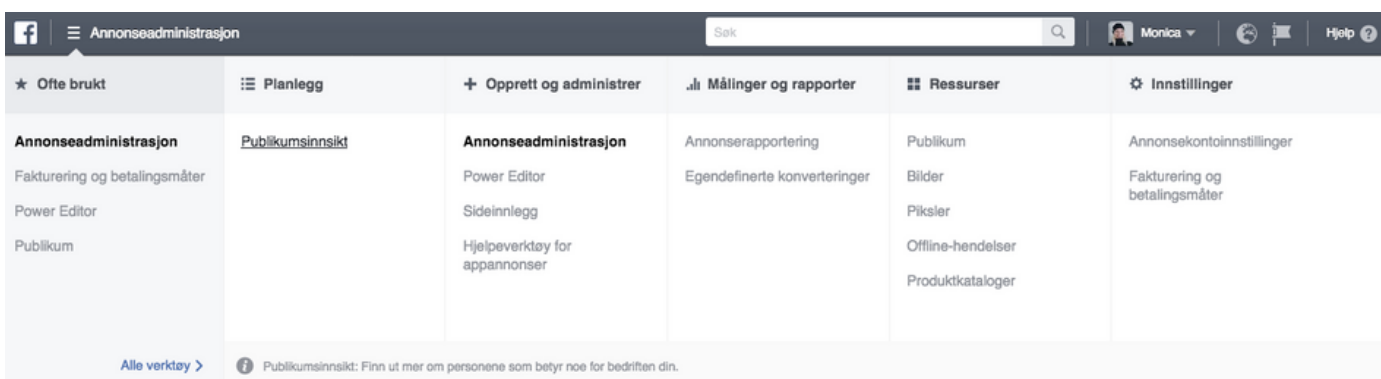 Annonseadministrasjon
Søk
Monica
Hjelp
Ofte brukt
Annonseadministrasjon
Fakturering og betalingsmåter
Power Editor
Publikum
Alle verktøy >
Planlegg
Publikumsinnsikt
Opprett og administrer
Annonseadministrasjon
Power Editor
Sideinnlegg
Hjelpeverktøy for
appannonser
Målinger og rapporter
Annonserapportering
Egendefinerte konverteringer
Ressurser
Publikum
Bilder
Piksler
Offline-hendelser
Produktkataloger
Innstillinger
Annonsekontoinnstillinger
Fakturering og
betalingsmåter
Publikumsinnsikt: Finn ut mer om personene som betyr noe for bedriften din.